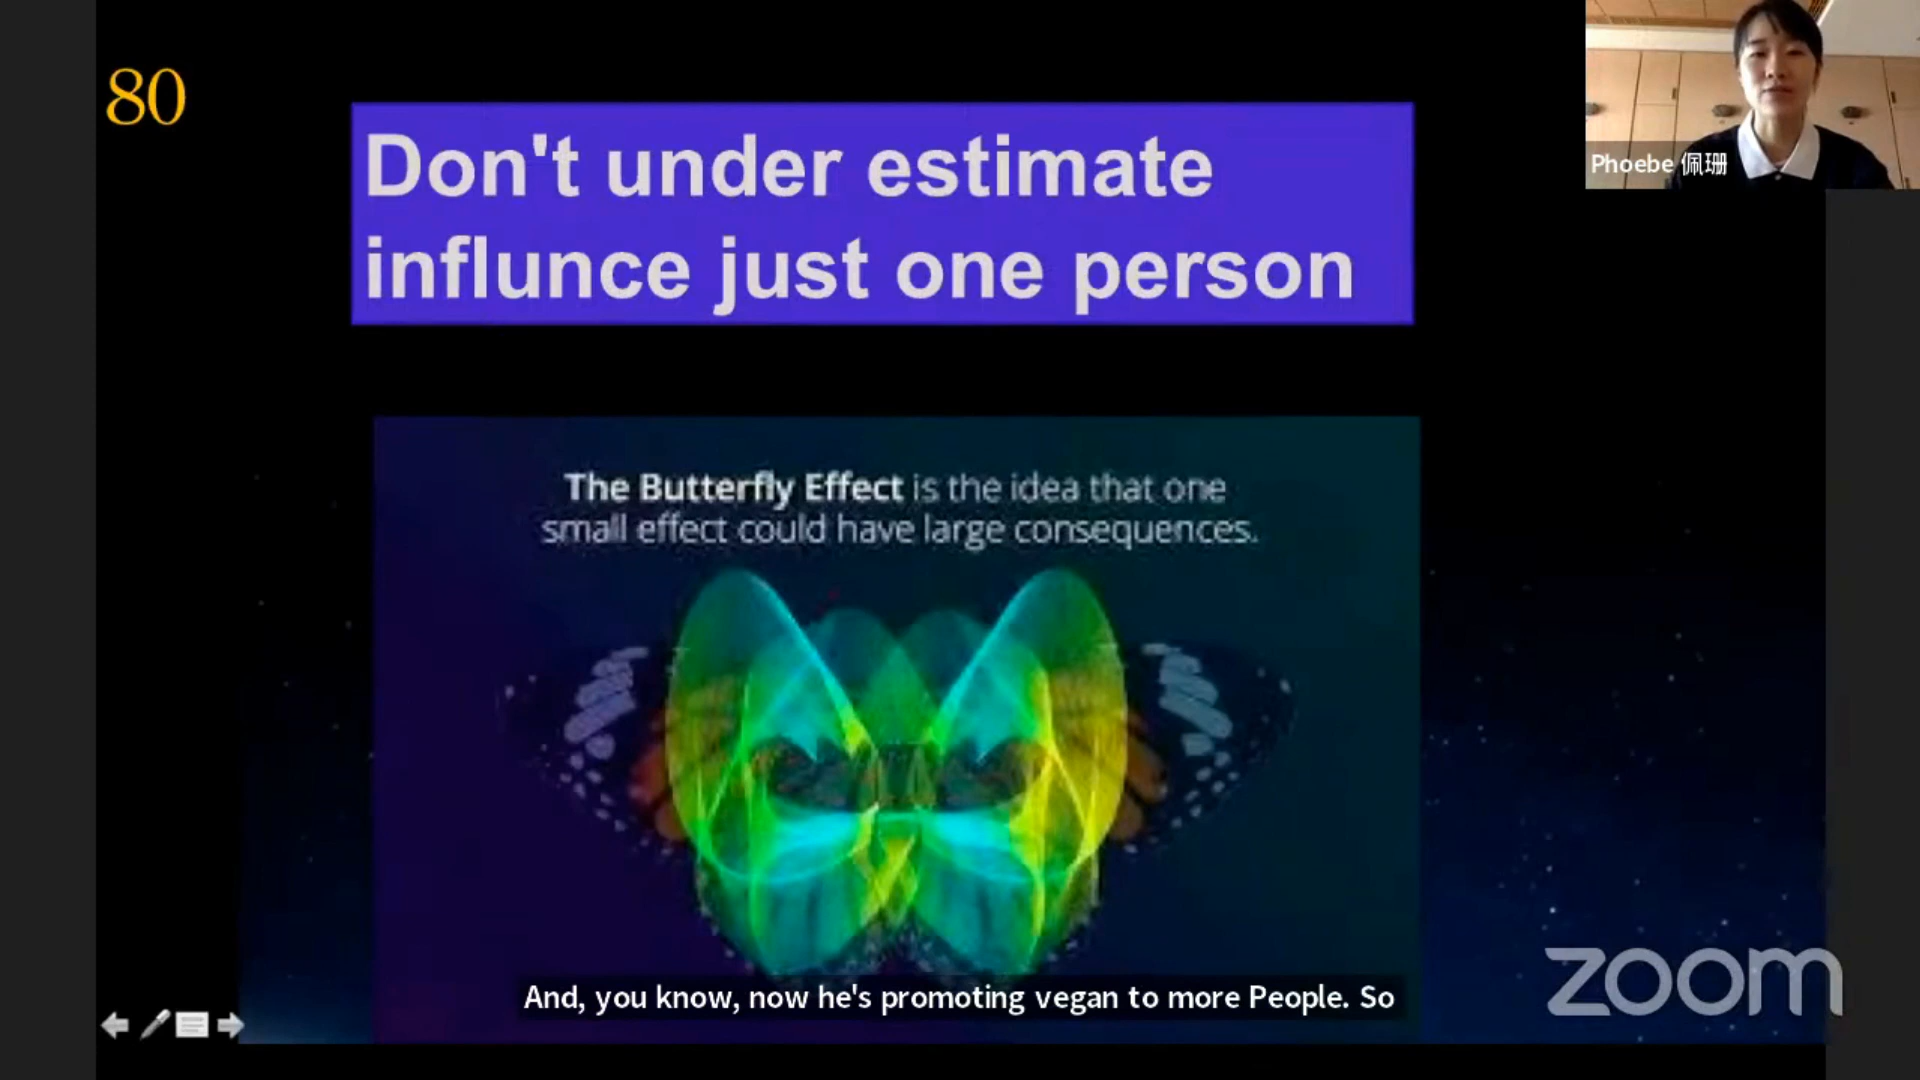 80
Don't under estimate
influnce just one person
Phoebe 佩珊
The Butterfly Effect is the idea that one
small effect could have large consequences.
And, you know, now he's promoting vegan to more People. So
zoom